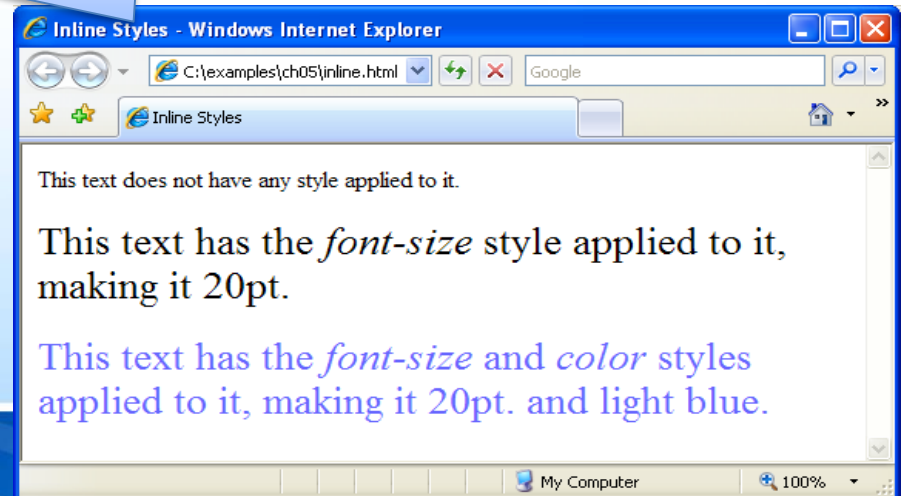 Inline Styles - Windows Internet Explorer
C:\examples\ch05\inline.html
Google
Inline Styles
»
This text does not have any style applied to it.
This text has the font-size style applied to it,
making it 20pt.
This text has the font-size and color styles
applied to it, making it 20pt. and light blue.
My Computer
100%